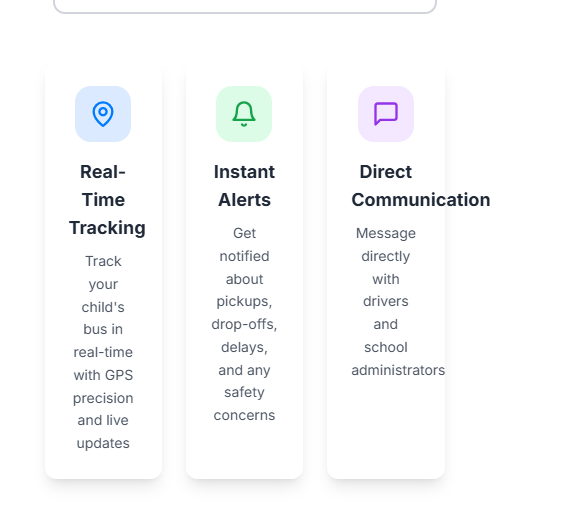 Real-
Time
Tracking
Track
your
child's
bus in
real-time
with GPS
precision
and live
updates
Instant
Alerts
Get
notified
about
pickups,
drop-offs,
delays,
and any
safety
concerns
Direct
Communication
Message
directly
with
drivers
and
school
administrators